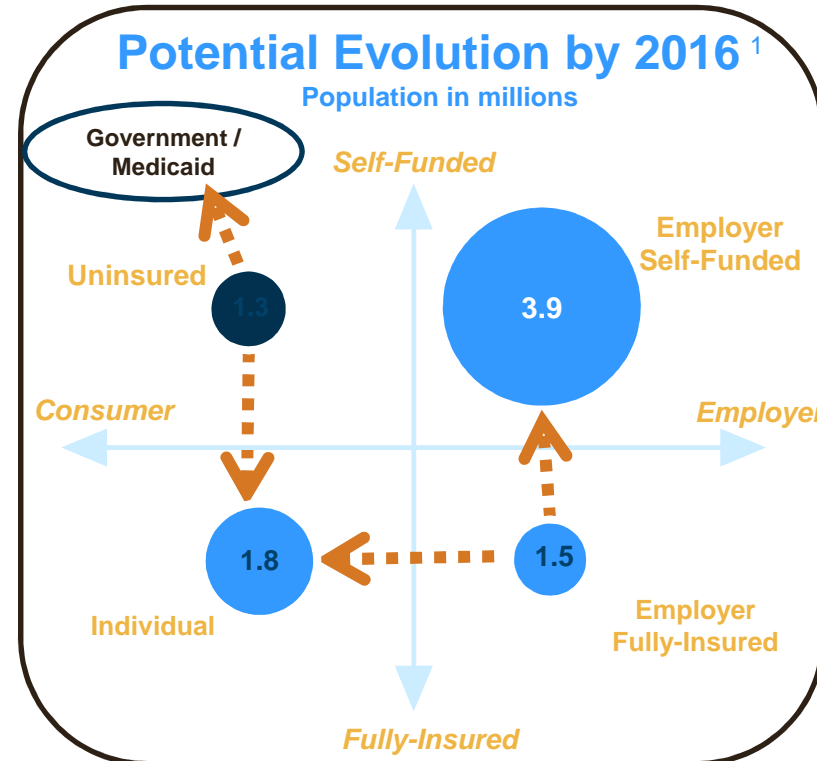 Potential Evolution by 2016 1
Population in millions
Government /
Medicaid
Self-Funded
Employer
Self-Funded
Uninsured
1.3
3.9
Consumer
Employer
1.8
1.5
Individual
Employer
Fully-Insured
Fully-Insured